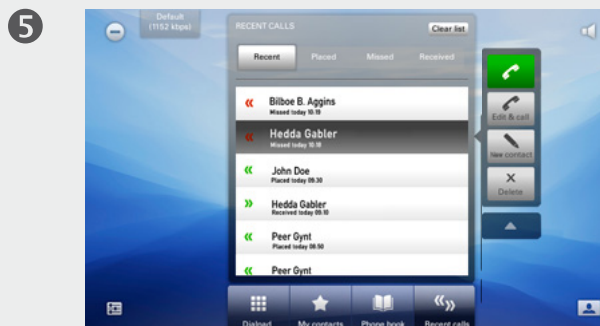 5
Default
(1152 kbps)
RECENT CALLS
Clear list
Recent Placed Missed Received
Bilboe B. Aggins
Missed today 10:19
Hedda Gabler
Missed today 10:18
John Doe
Placed today 09.30
Hedda Gabler
Received today 09:10
Peer Gynt
Placed today 08.50
Peer Gynt
Edit & call
New contact
Delete
Dialpad My contacts Phone book Recent calls